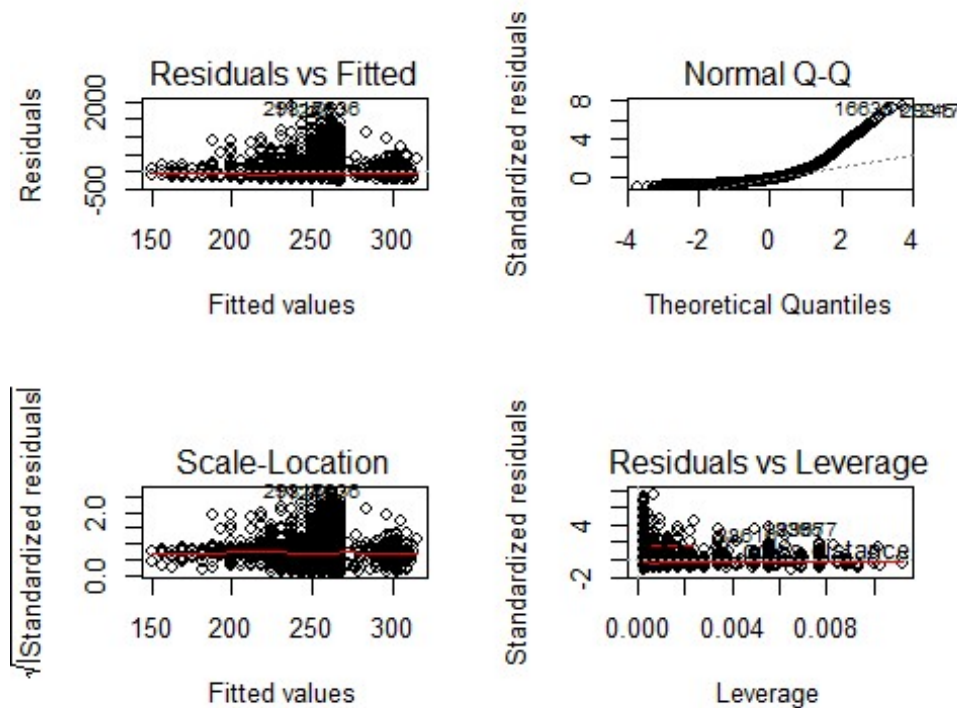 Residuals vs Fitted
Residuals
-500
2000
150 200 250 300
Fitted values
Normal Q-Q
Standardized residuals
0 4 8
-4 -2 0 2 4
Theoretical Quantiles
Scale-Location
√|Standardized residuals|
0.0
2.0
150 200 250 300
Fitted values
Residuals vs Leverage
Standardized residuals
-2
4
distance
0.000 0.004 0.008
Leverage